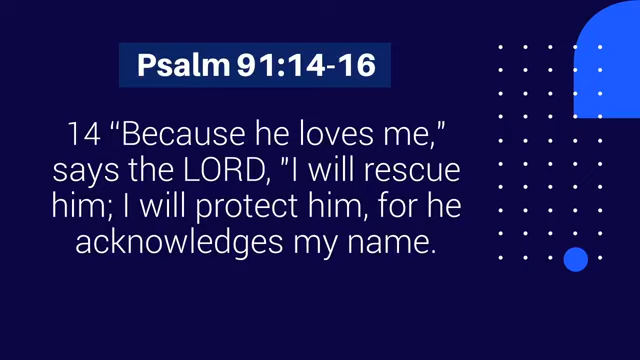 Psalm 91:14-16
14 “Because he loves me,"
says the LORD, "I will rescue
him; I will protect him, for he
acknowledges my name.